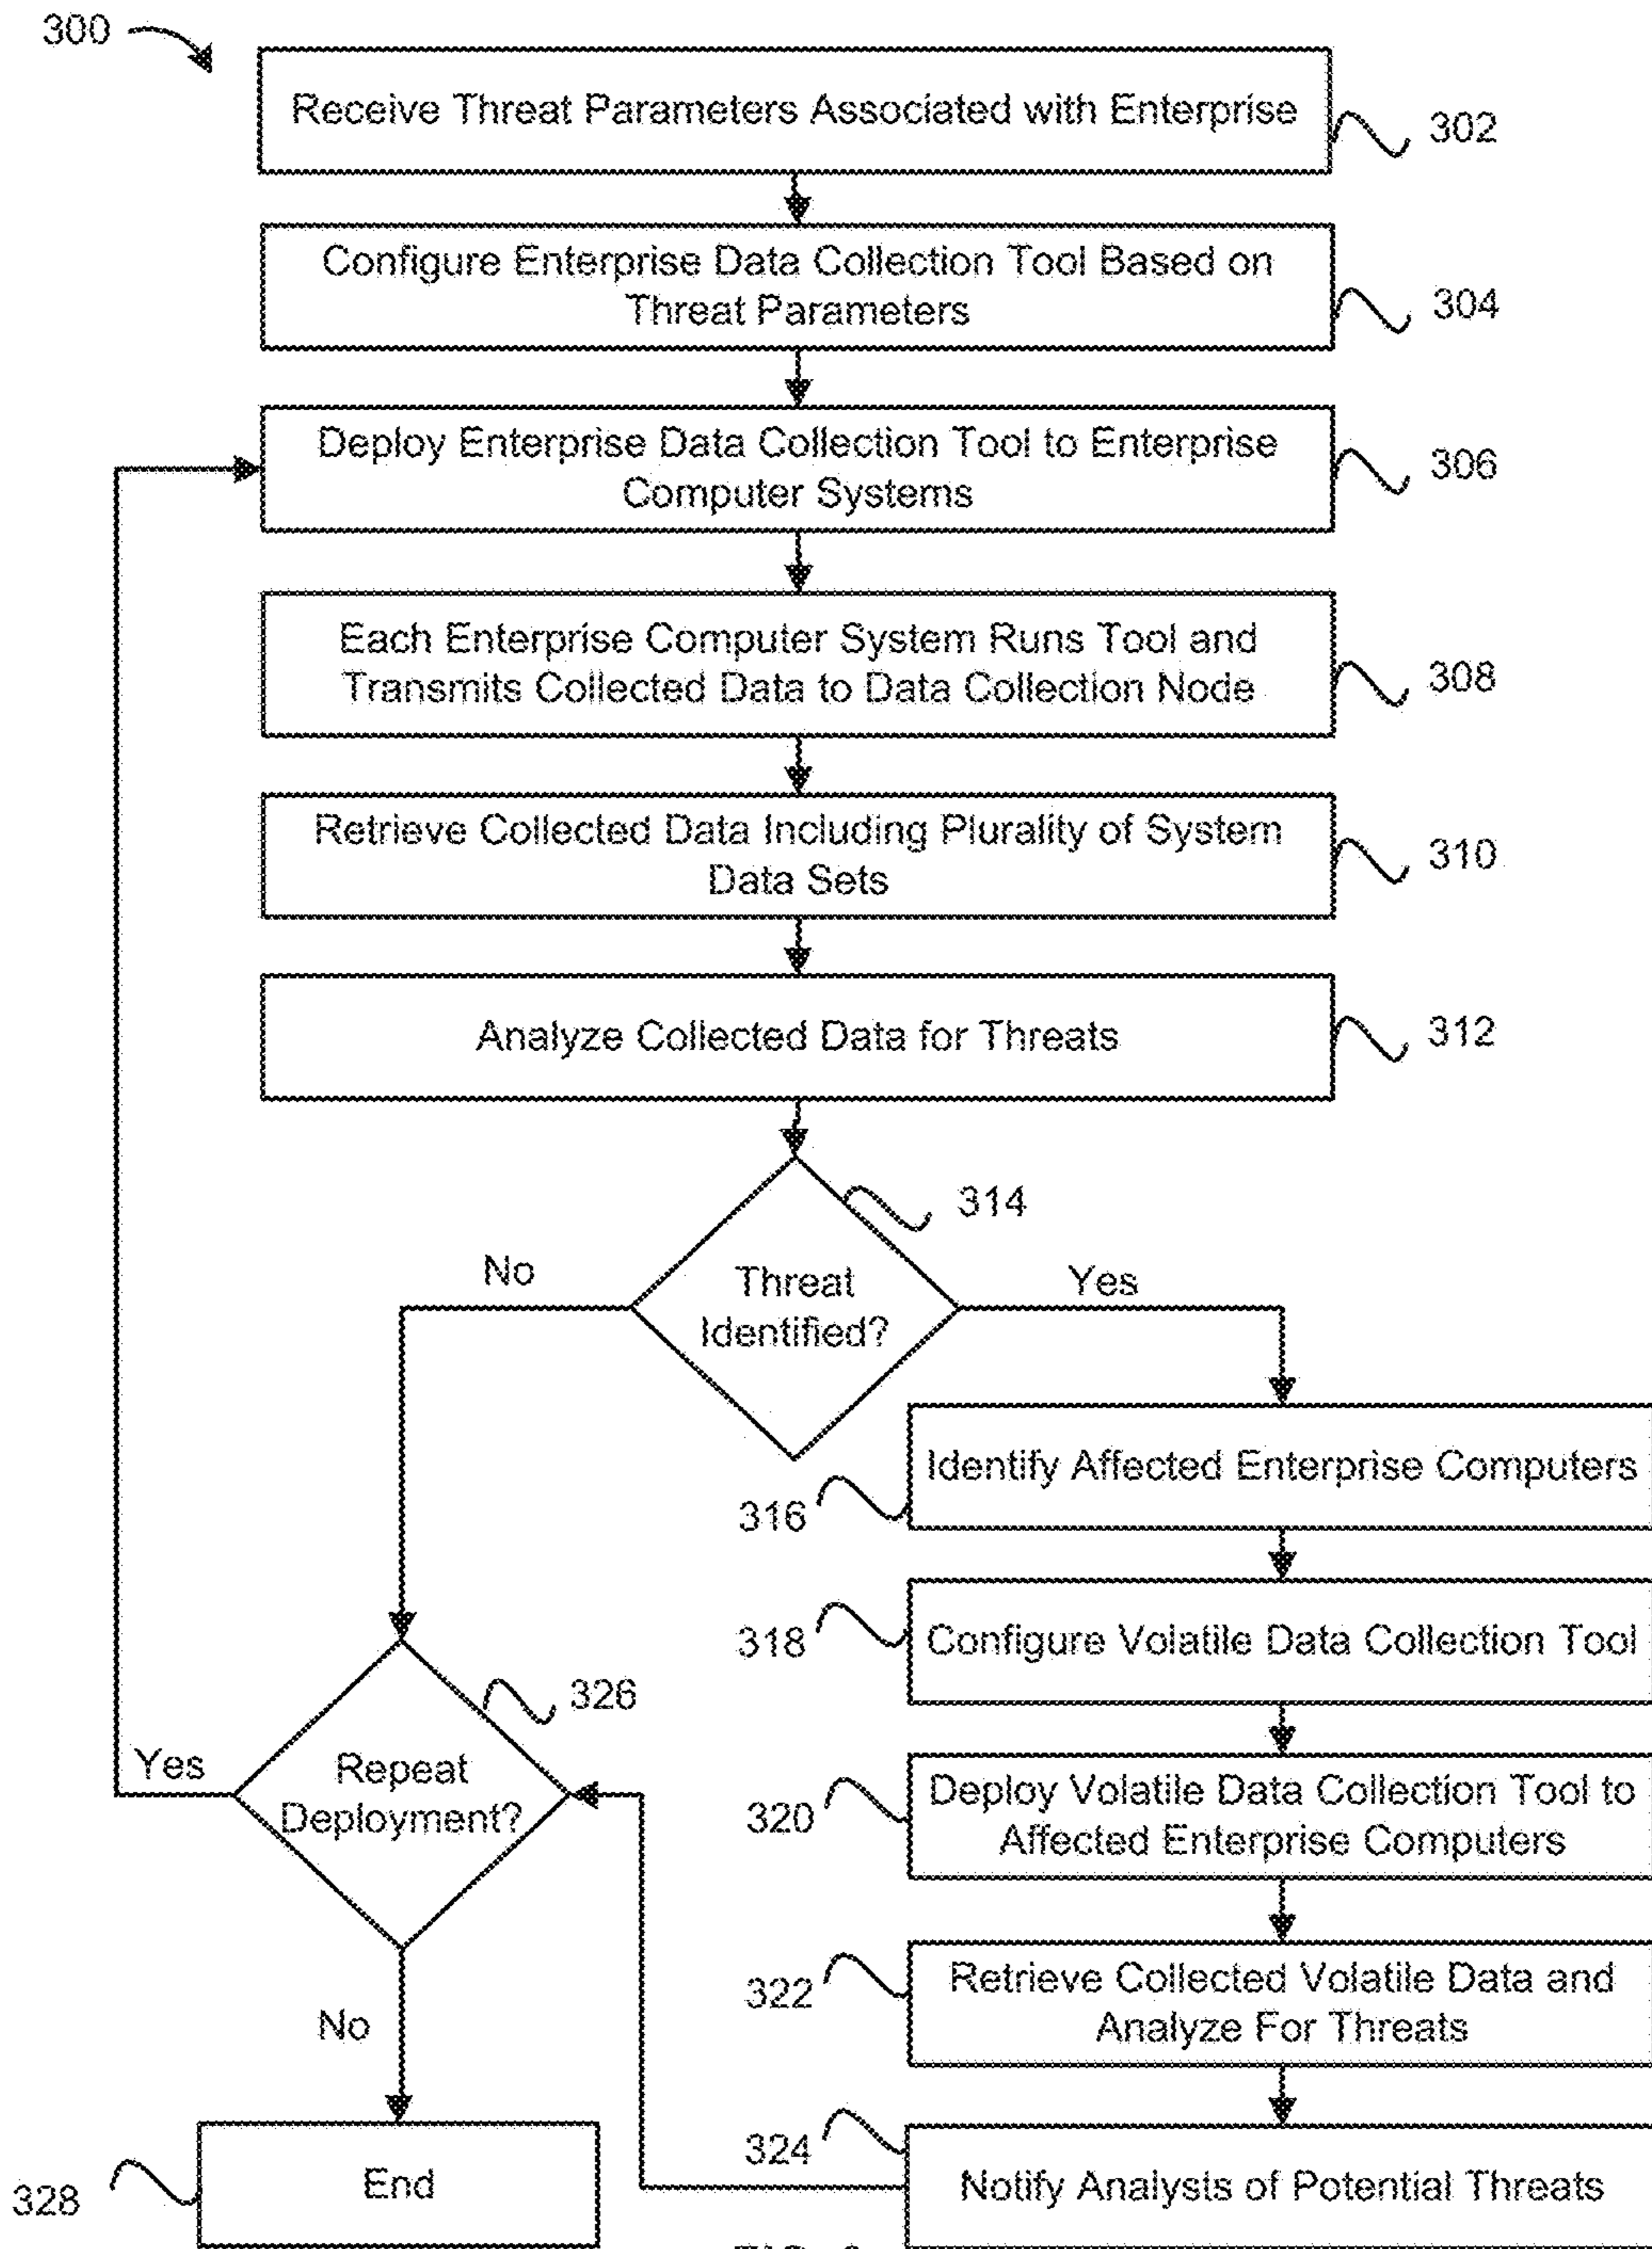 300
Receive Threat Parameters Associated with Enterprise
302
Configure Enterprise Data Collection Tool Based on
Threat Parameters
304
Deploy Enterprise Data Collection Tool to Enterprise
Computer Systems
306
Each Enterprise Computer System Runs Tool and
Transmits Collected Data to Data Collection Node
308
Retrieve Collected Data Including Plurality of System
Data Sets
310
Analyze Collected Data for Threats
312
314
Threat
Identified?
No
Yes
Identify Affected Enterprise Computers
316
Configure Volatile Data Collection Tool
318
Deploy Volatile Data Collection Tool to
Affected Enterprise Computers
320
Retrieve Collected Volatile Data and
Analyze For Threats
322
Notify Analysis of Potential Threats
324
326
Repeat
Deployment?
Yes
No
End
328